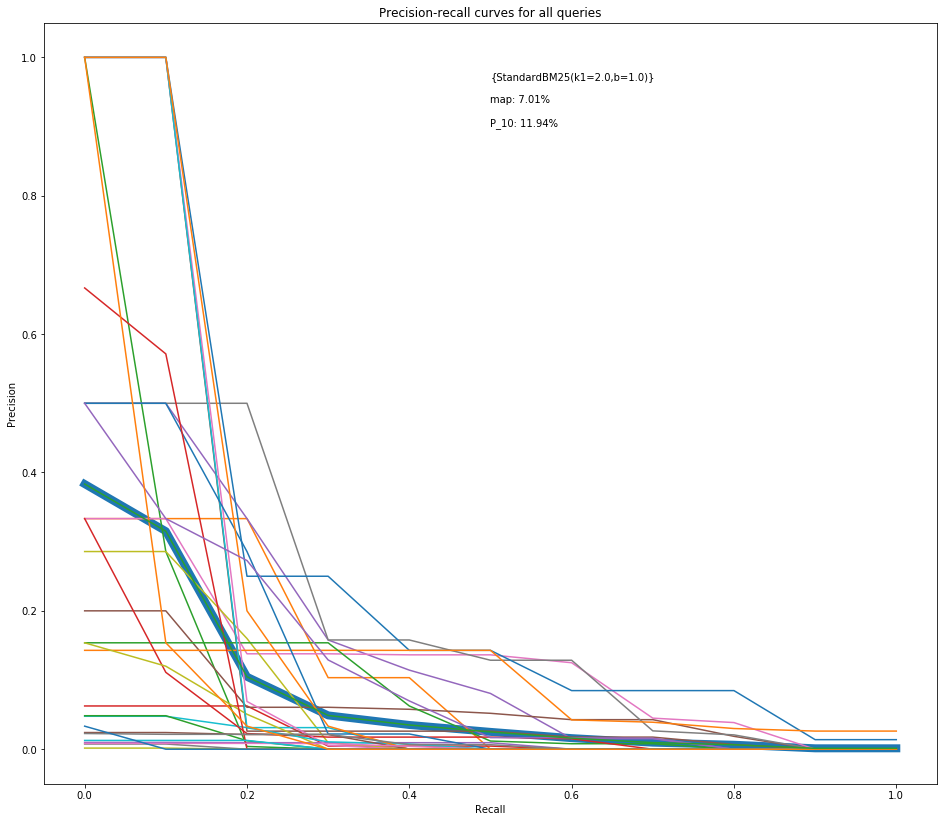 Precision-recall curves for all queries
1.0
{StandardBM25(k1=2.0,b=1.0)}
map: 7.01%
P_10: 11.94%
0.8
0.6
Precision
0.4
0.2
0.0
0.0 0.2 0.4 0.6 0.8 1.0
Recall